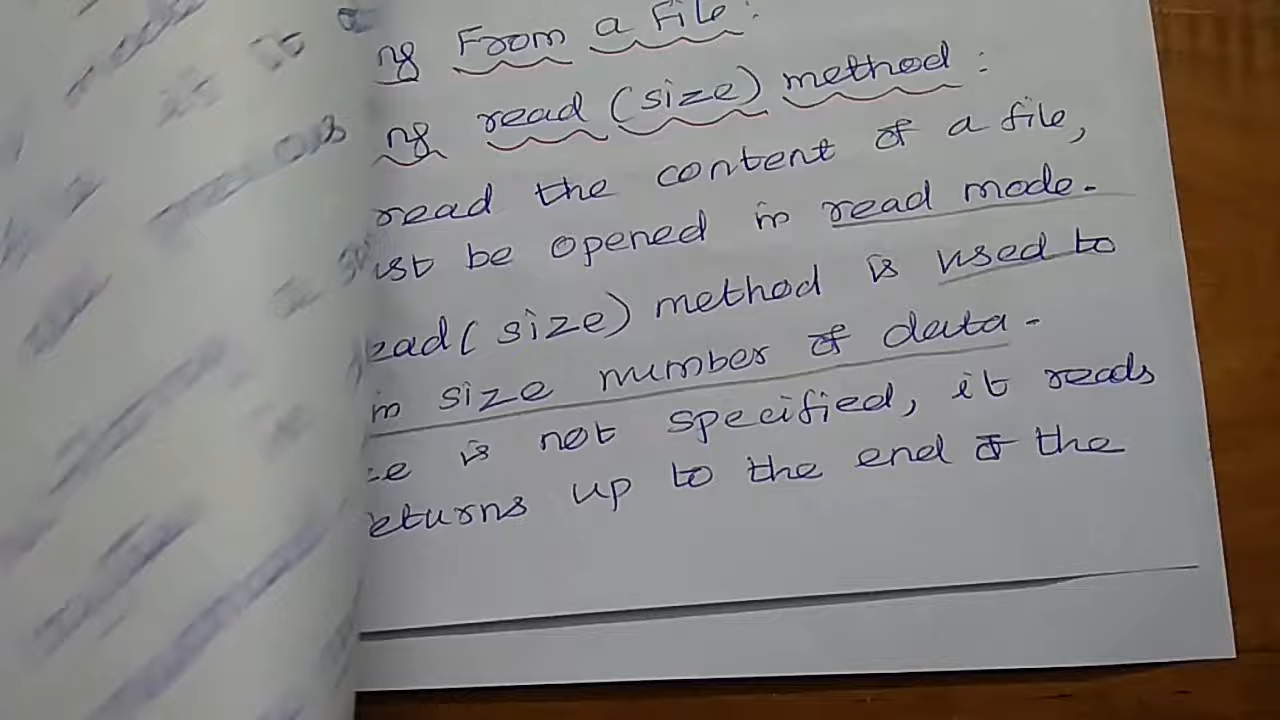 ng From a File:
ng read (size) method:
read the content of a file,
ust be opened in read mode.
ead( size) method is used to
in size number of data.
ze is not specified, it reads
eturns up to the end of the